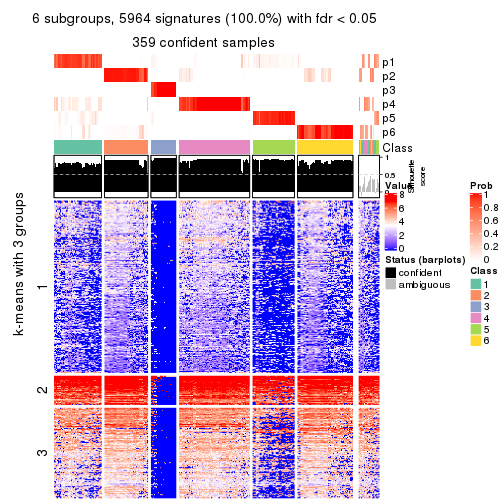 6 subgroups, 5964 signatures (100.0%) with fdr < 0.05
359 confident samples
p1
p2
p3
p4
p5
p6
Class
1
0.5
0
Silhouette
score
k-means with 3 groups
1
2
3
Value
8
6
4
2
0
Status (barplots)
confident
ambiguous
Prob
1
0.8
0.6
0.4
0.2
0
Class
1
2
3
4
5
6